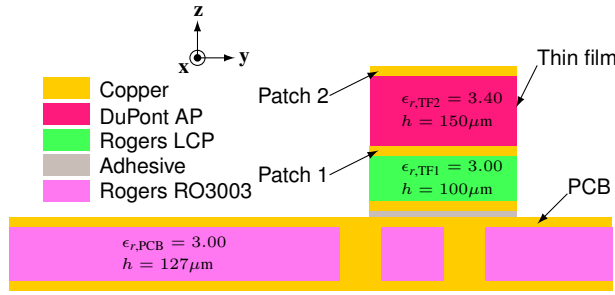 z
y
x
Copper
DuPont AP
Rogers LCP
Adhesive
Rogers RO3003
Thin film
Patch 2
ϵr,TF2 = 3.40
h = 150μm
Patch 1
ϵr,TF1 = 3.00
h = 100μm
PCB
ϵr,PCB = 3.00
h = 127μm